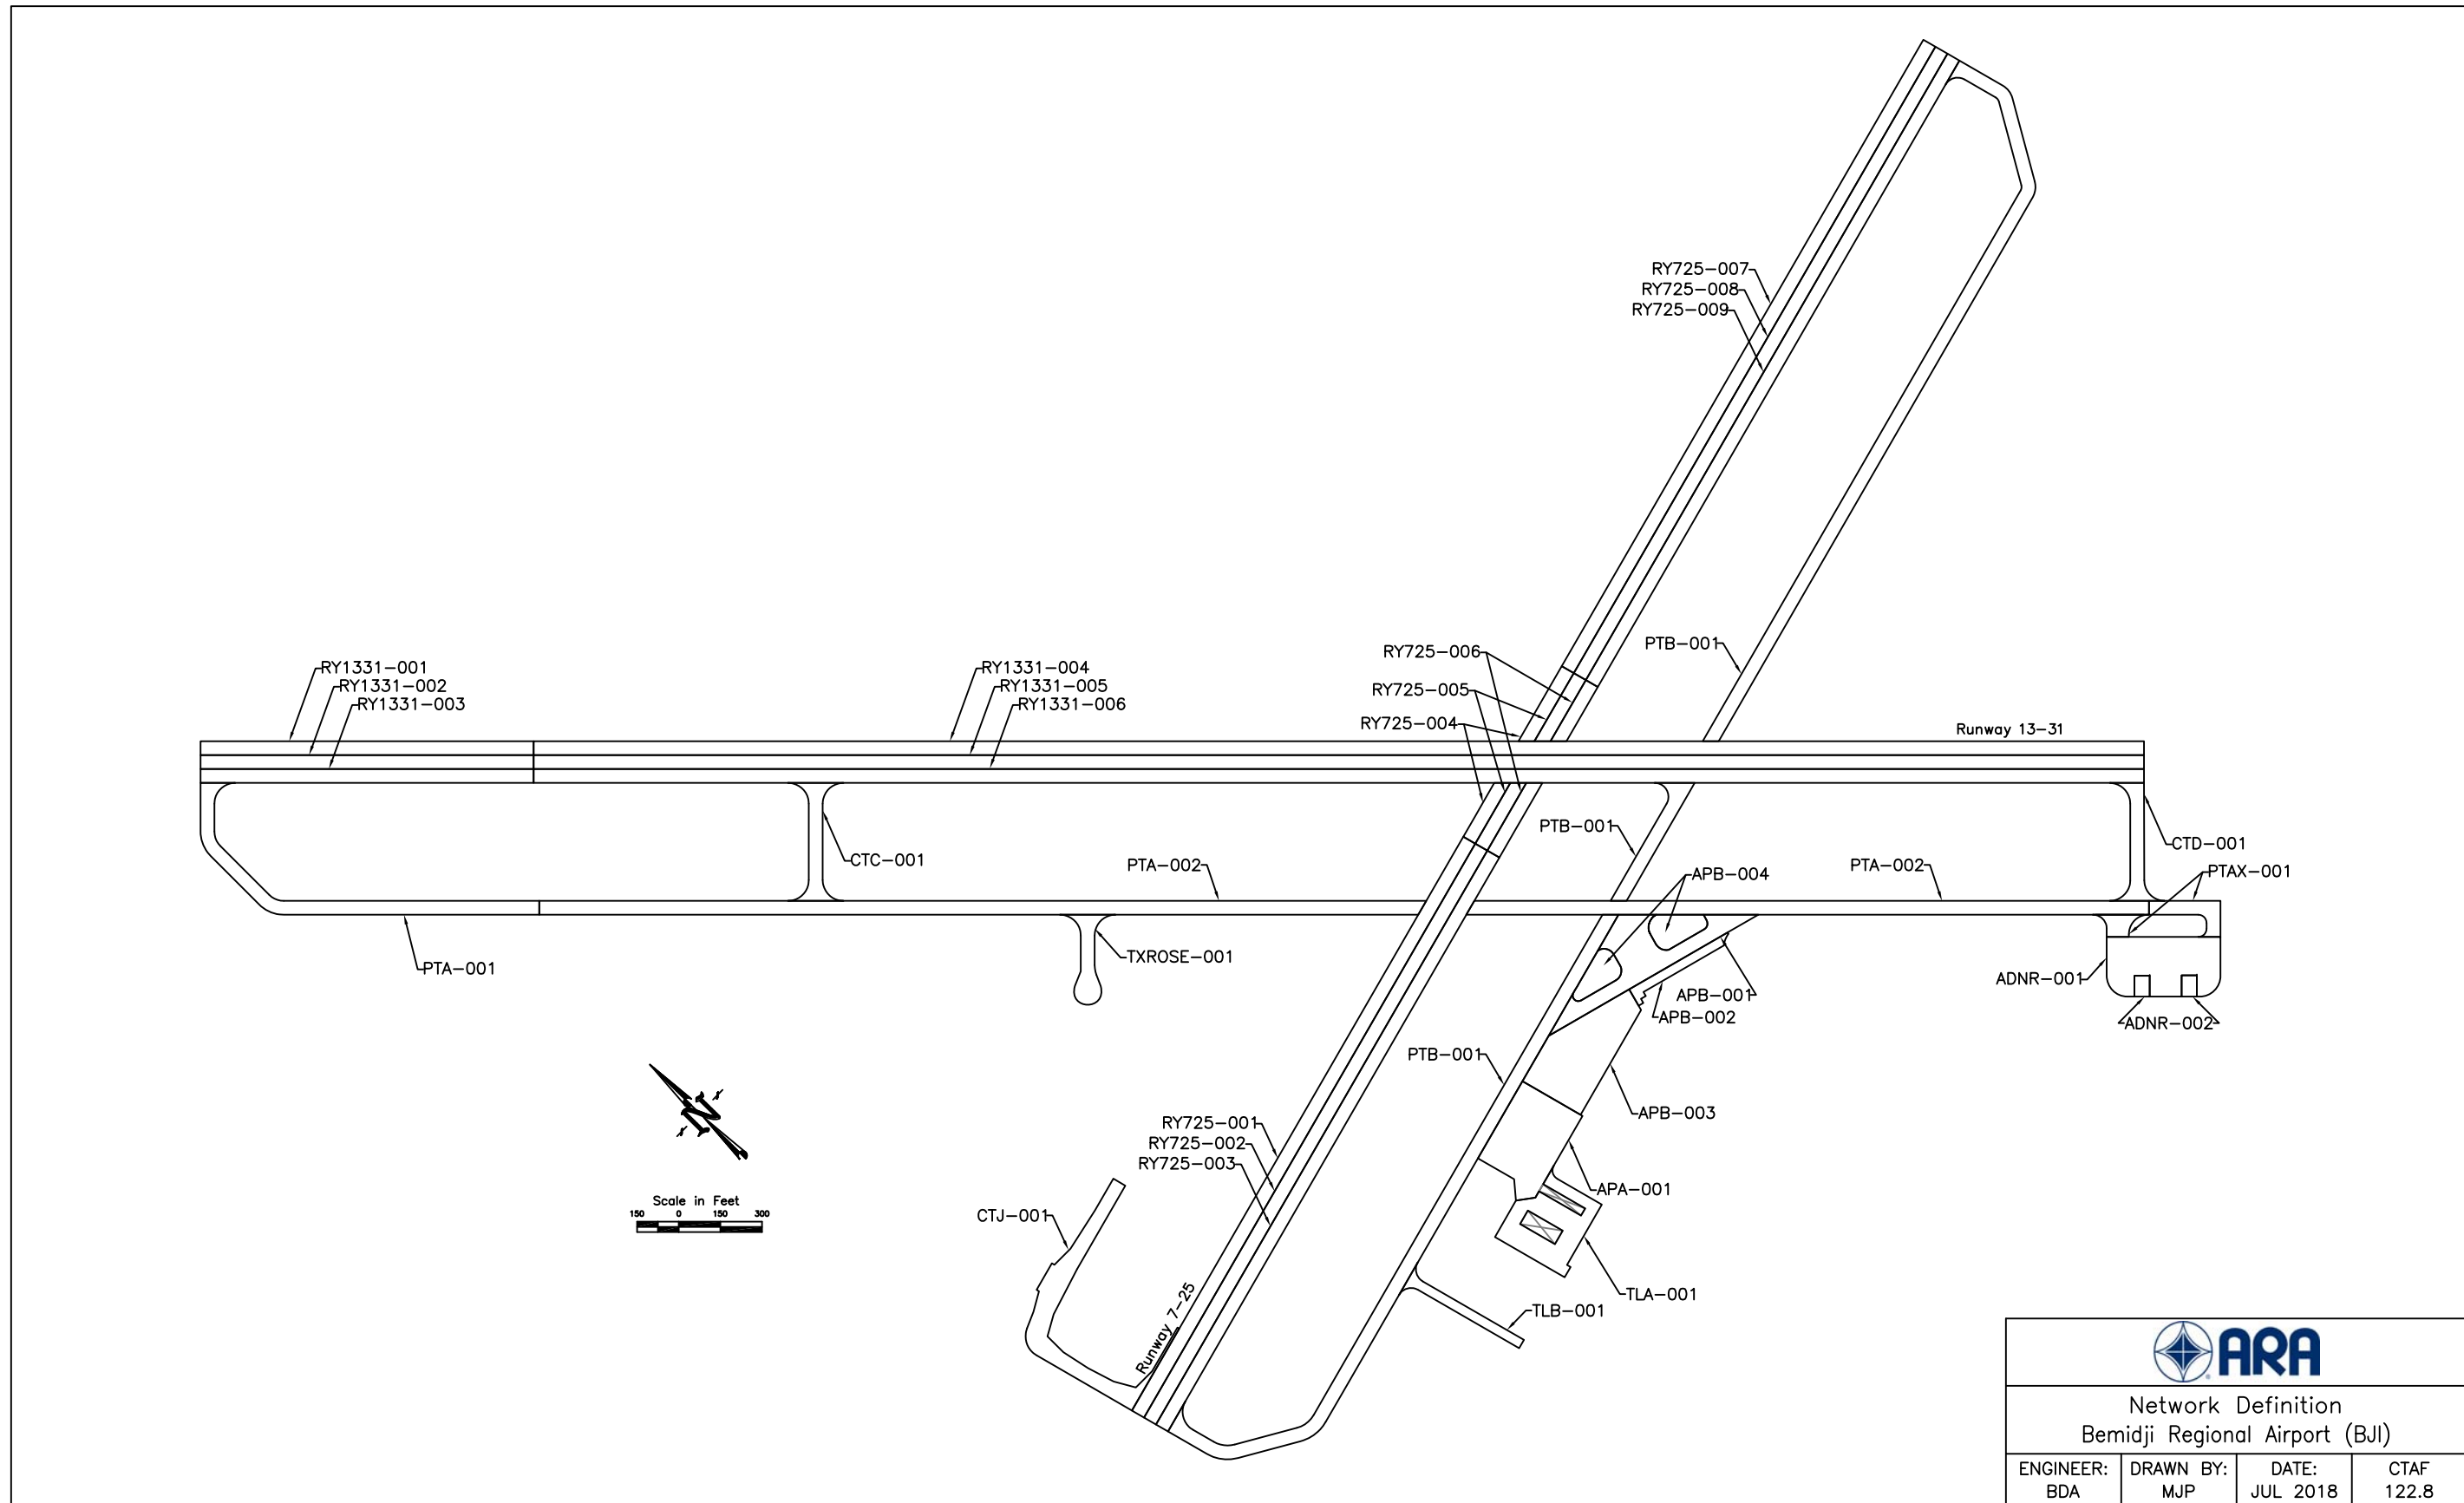 RY725-007
RY725-008
RY725-009
PTB-001
RY725-006
RY725-005
RY725-004
Runway 13-31
RY1331-001
RY1331-002
RY1331-003
RY1331-004
RY1331-005
RY1331-006
CTC-001
PTA-002
PTB-001
APB-004
PTA-002
CTD-001
PTAX-001
PTA-001
TXROSE-001
APB-001
APB-002
ADNR-001
ADNR-002
PTB-001
APB-003
N
RY725-001
RY725-002
RY725-003
APA-001
Scale in Feet
150 0 150 300
CTJ-001
Runway 7-25
TLA-001
TLB-001
ARA
Network Definition
Bemidji Regional Airport (BJI)
ENGINEER: DRAWN BY: DATE: CTAF
BDA MJP JUL 2018 122.8